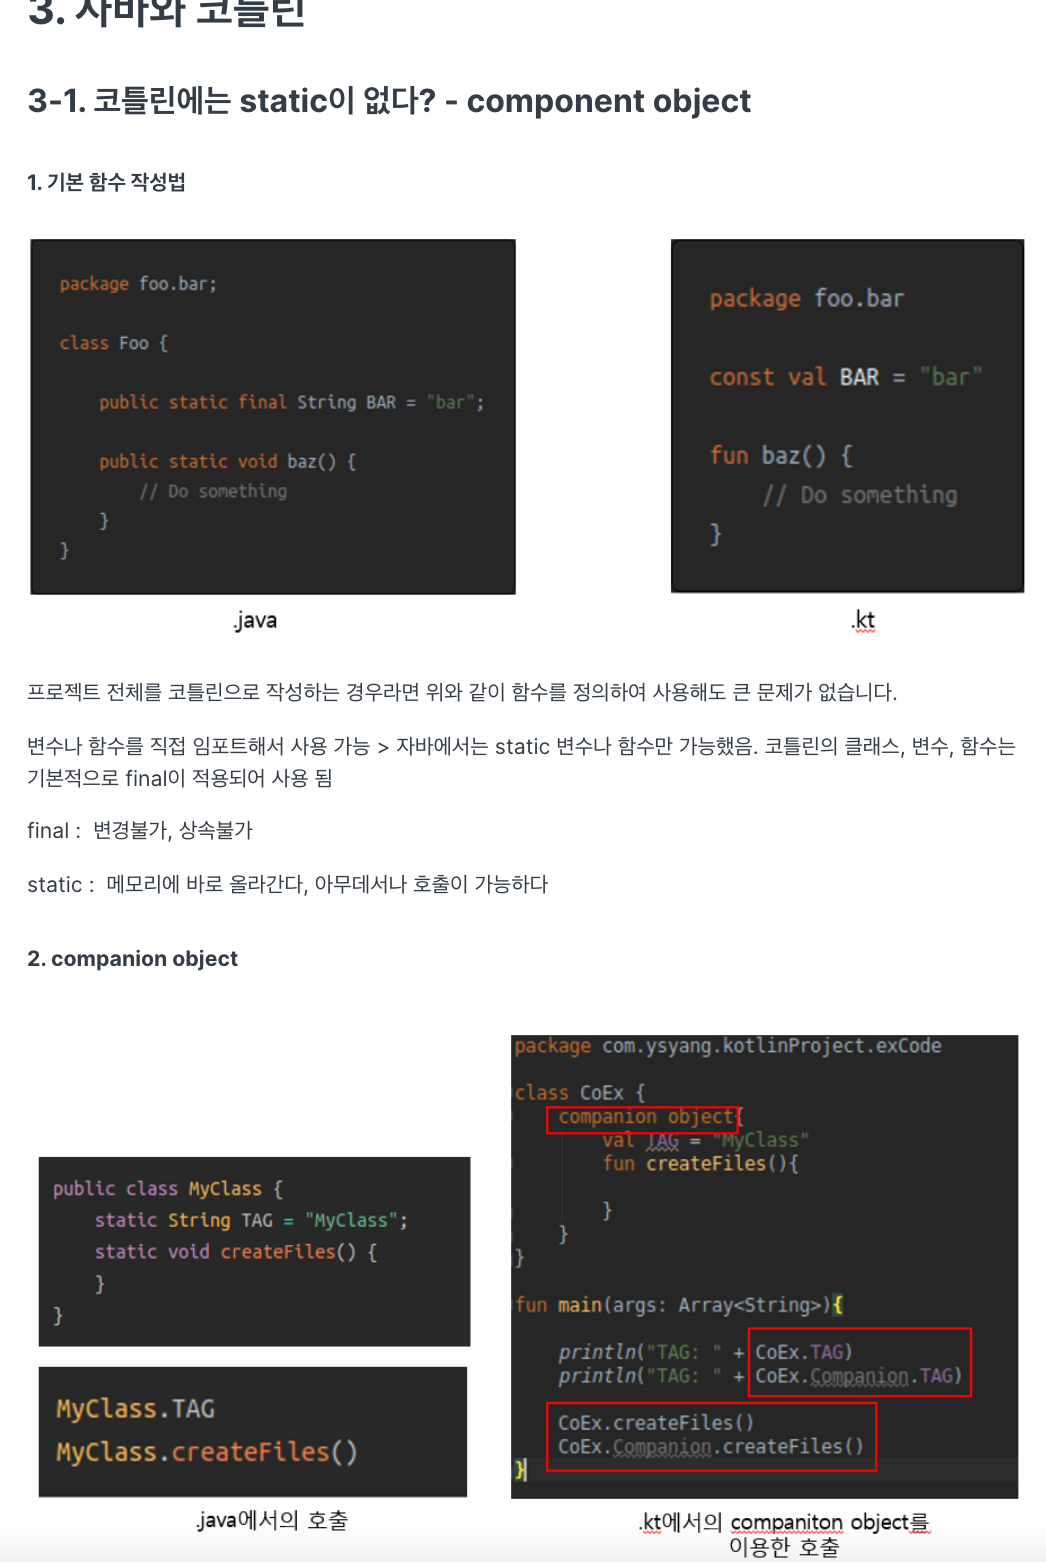 3. 자바와 코틀린
3-1. 코틀린에는 static이 없다? - component object
1. 기본 함수 작성법
package foo.bar;
class Foo {
public static final String BAR = "bar";
public static void baz() {
// Do something
}
}
.java
package foo.bar
const val BAR = "bar"
fun baz() {
// Do something
}
.kt
프로젝트 전체를 코틀린으로 작성하는 경우라면 위와 같이 함수를 정의하여 사용해도 큰 문제가 없습니다.
변수나 함수를 직접 임포트해서 사용 가능 > 자바에서는 static 변수나 함수만 가능했음. 코틀린의 클래스, 변수, 함수는
기본적으로 final이 적용되어 사용 됨
final : 변경불가, 상속불가
static : 메모리에 바로 올라간다, 아무데서나 호출이 가능하다
2. companion object
public class MyClass {
static String TAG = "MyClass";
static void createFiles() {
}
}
MyClass.TAG
MyClass.createFiles()
.java에서의 호출
package com.ysyang.kotlinProject.exCode
class CoEx {
companion object{
val TAG = "MyClass"
fun createFiles(){
}
}
}
fun main(args: Array<String>){
println("TAG: " + CoEx.TAG)
println("TAG: " + CoEx.Companion.TAG)
CoEx.createFiles()
CoEx.Companion.createFiles()
}
.kt에서의 companiton object를
이용한 호출